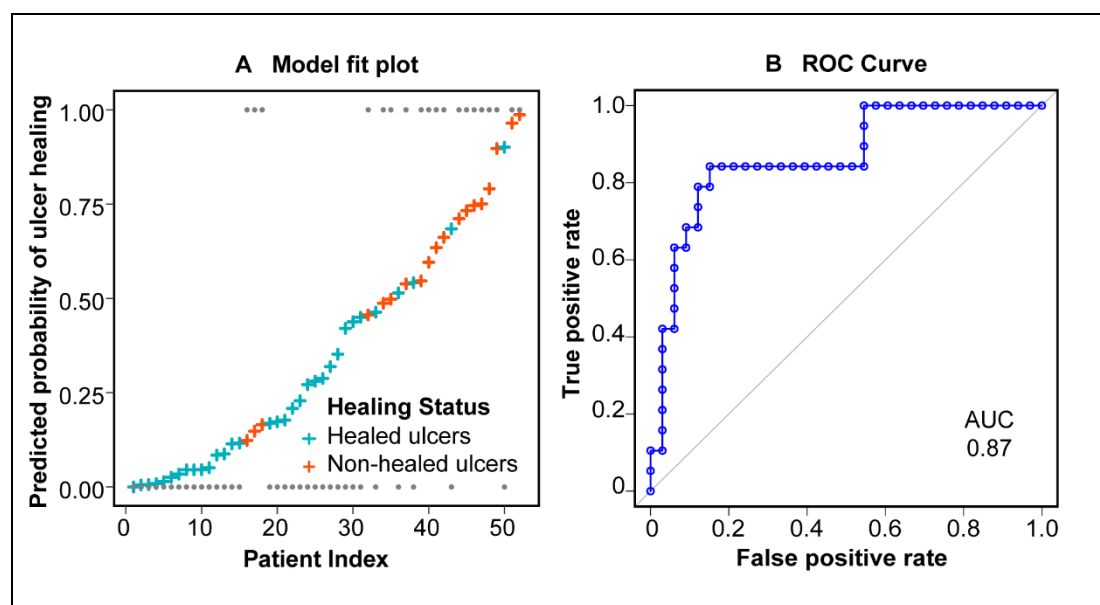 A Model fit plot
Predicted probability of ulcer healing
1.00
0.75
0.50
0.25
0.00
Healing Status
Healed ulcers
Non-healed ulcers
0 10 20 30 40 50
Patient Index
B ROC Curve
True positive rate
1.0
0.8
0.6
0.4
0.2
0
AUC
0.87
0 0.2 0.4 0.6 0.8 1.0
False positive rate